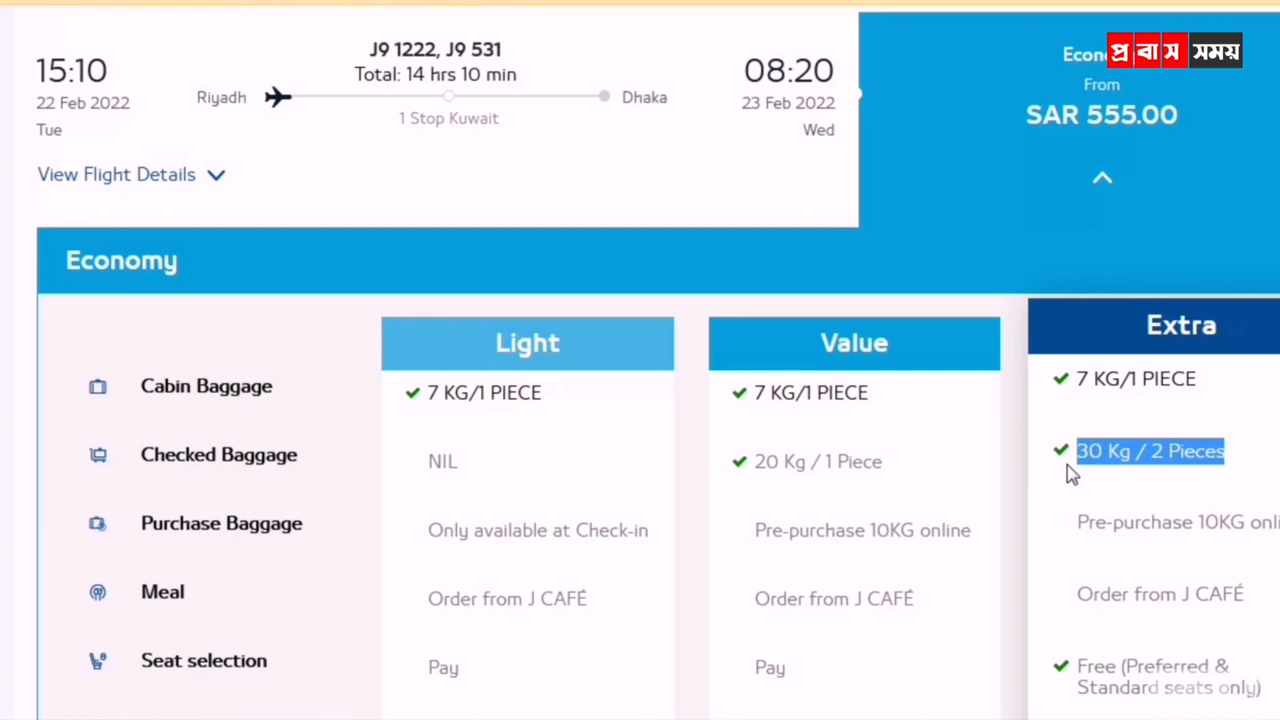 প্রবাস সময়
J9 1222, J9 531
15:10
Total: 14 hrs 10 min
08:20
From
22 Feb 2022
Riyadh
Dhaka
23 Feb 2022
SAR 555.00
Tue
1 Stop Kuwait
Wed
View Flight Details
Economy
Light
Value
Extra
Cabin Baggage
7 KG/1 PIECE
7 KG/1 PIECE
7 KG/1 PIECE
Checked Baggage
NIL
20 Kg / 1 Piece
30 Kg / 2 Pieces
Purchase Baggage
Only available at Check-in
Pre-purchase 10KG online
Pre-purchase 10KG onli
Meal
Order from J CAFÉ
Order from J CAFÉ
Order from J CAFÉ
Seat selection
Pay
Pay
Free (Preferred &
Standard seats only)